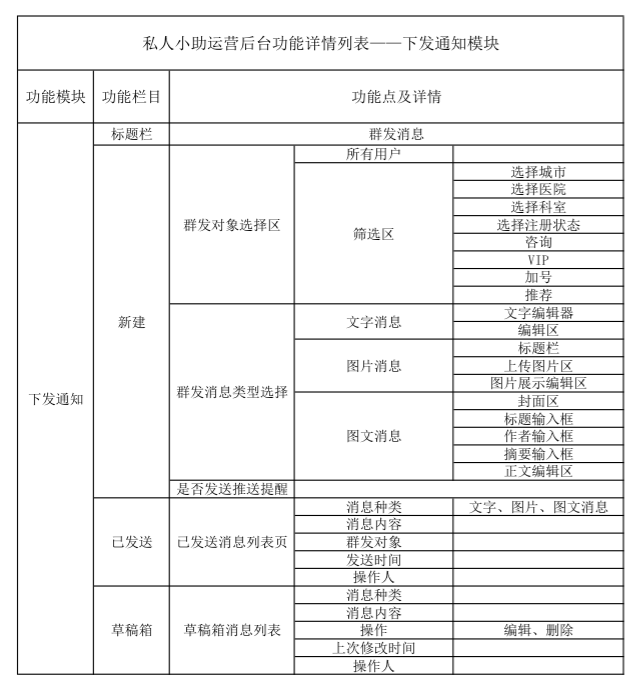 私人小助运营后台功能详情列表——下发通知模块
功能模块 功能栏目 功能点及详情
下发通知
标题栏 群发消息
新建
群发对象选择区
所有用户
筛选区
选择城市
选择医院
选择科室
选择注册状态
咨询
VIP
加号
推荐
群发消息类型选择
文字消息
文字编辑器
编辑区
图片消息
标题栏
上传图片区
图片展示编辑区
图文消息
封面区
标题输入框
作者输入框
摘要输入框
正文编辑区
是否发送推送提醒
已发送
已发送消息列表页
消息种类 文字、图片、图文消息
消息内容
群发对象
发送时间
操作人
草稿箱
草稿箱消息列表
消息种类
消息内容
操作 编辑、删除
上次修改时间
操作人